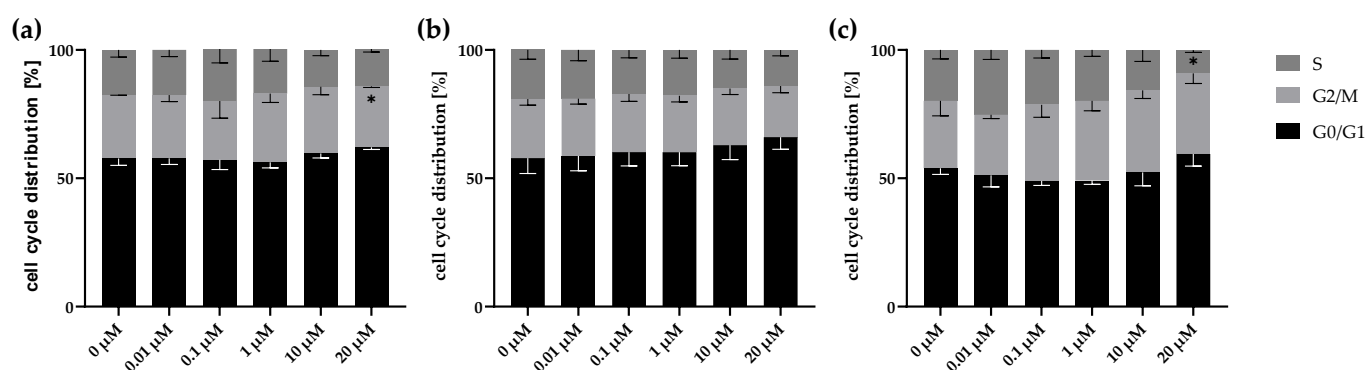 (a)
cell cycle distribution [%]
100
50
0
*
0 µM
0.01 µM
0.1 µM
1 µM
10 µM
20 µM
(b)
cell cycle distribution [%]
100
50
0
0 µM
0.01 µM
0.1 µM
1 µM
10 µM
20 µM
(c)
cell cycle distribution [%]
100
50
0
*
0 µM
0.01 µM
0.1 µM
1 µM
10 µM
20 µM
S
G2/M
G0/G1